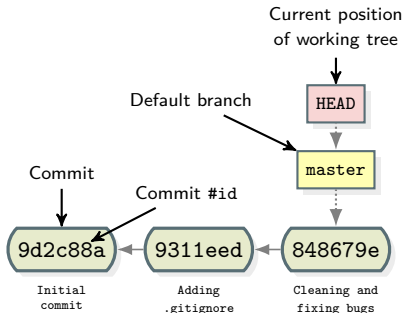 Current position
of working tree
HEAD
Default branch
master
Commit
Commit #id
9d2c88a
9311eed
848679e
Initial
commit
Adding
.gitignore
Cleaning and
fixing bugs